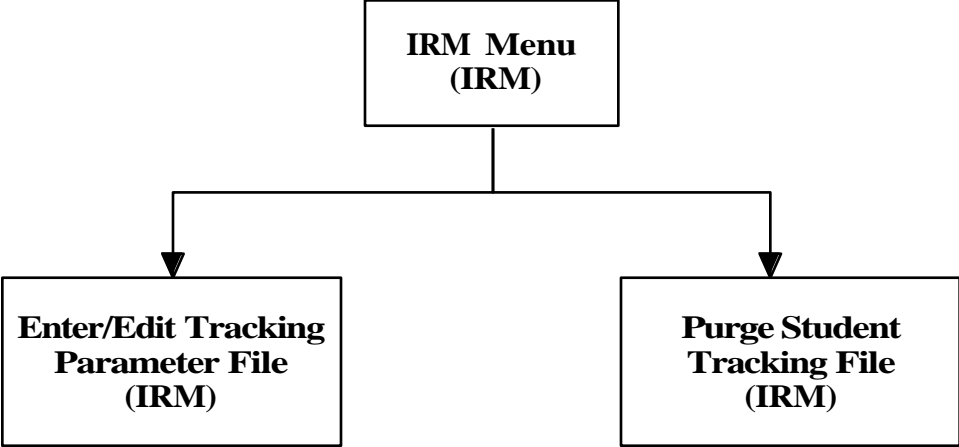 IRM Menu
(IRM)
Enter/Edit Tracking
Parameter File
(IRM)
Purge Student
Tracking File
(IRM)